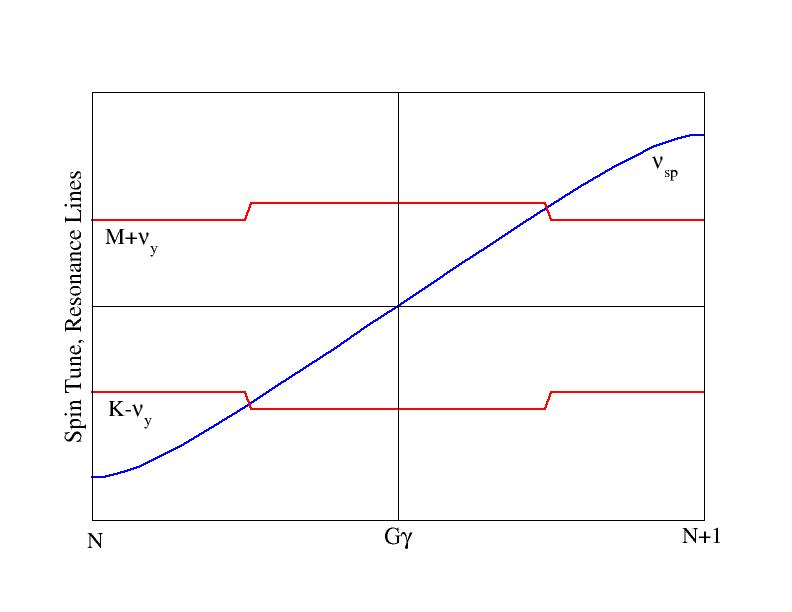 Spin Tune, Resonance Lines
ν_sp
M+ν_y
K-ν_y
N
Gγ
N+1